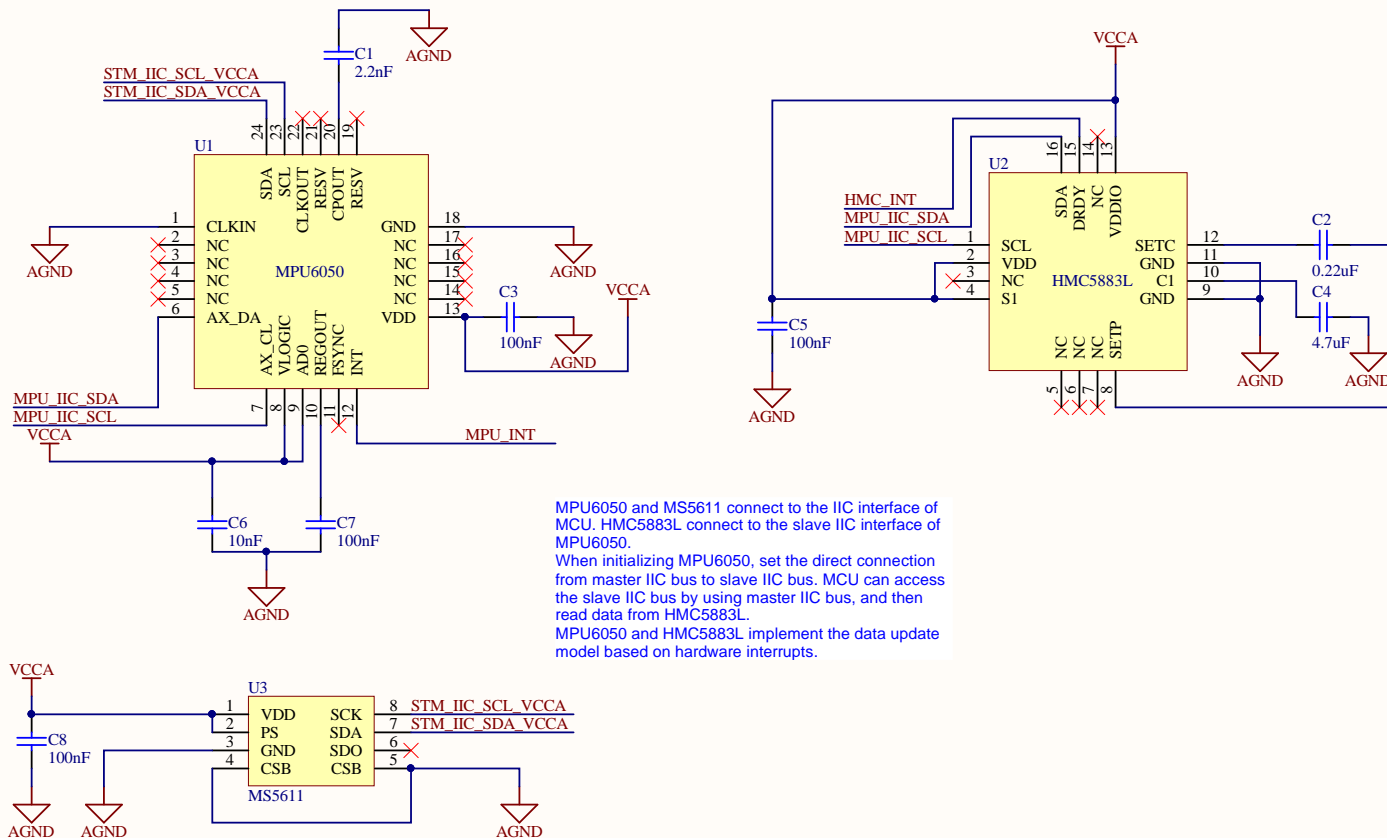 AGND
C1
2.2nF
STM_IIC_SCL_VCCA
STM_IIC_SDA_VCCA
24
23
22
21
20
19
U1
SDA
SCL
CLKOUT
RESV
CPOUT
RESV
1
CLKIN
2
NC
3
NC
4
NC
5
NC
6
AX_DA
MPU6050
GND
18
NC
17
NC
16
NC
15
NC
14
VDD
13
AGND
AGND
C3
100nF
AGND
VCCA
AX_CL
VLOGIC
AD0
REGOUT
FSYNC
INT
7
8
9
10
11
12
MPU_IIC_SDA
MPU_IIC_SCL
VCCA
MPU_INT
C6
10nF
C7
100nF
AGND
VCCA
16
15
14
13
U2
SDA
DRDY
NC
VDDIO
HMC_INT
MPU_IIC_SDA
MPU_IIC_SCL
1
SCL
2
VDD
3
NC
4
S1
HMC5883L
SETC
12
GND
11
C1
10
GND
9
C2
0.22uF
C4
4.7uF
AGND
AGND
C5
100nF
AGND
NC
NC
NC
SETP
5
6
7
8
MPU6050 and MS5611 connect to the IIC interface of
MCU. HMC5883L connect to the slave IIC interface of
MPU6050.
When initializing MPU6050, set the direct connection
from master IIC bus to slave IIC bus. MCU can access
the slave IIC bus by using master IIC bus, and then
read data from HMC5883L.
MPU6050 and HMC5883L implement the data update
model based on hardware interrupts.
VCCA
C8
100nF
AGND
AGND
U3
1
VDD
2
PS
3
GND
4
CSB
SCK
8
STM_IIC_SCL_VCCA
SDA
7
STM_IIC_SDA_VCCA
SDO
6
CSB
5
MS5611
AGND